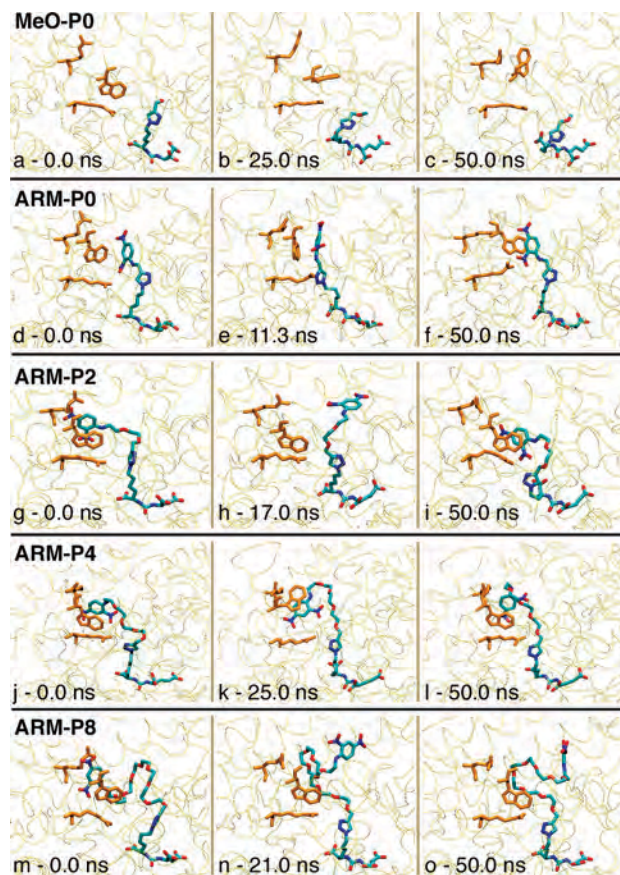 MeO-P0
a - 0.0 ns b - 25.0 ns c - 50.0 ns
ARM-P0
d - 0.0 ns e - 11.3 ns f - 50.0 ns
ARM-P2
g - 0.0 ns h - 17.0 ns i - 50.0 ns
ARM-P4
j - 0.0 ns k - 25.0 ns l - 50.0 ns
ARM-P8
m - 0.0 ns n - 21.0 ns o - 50.0 ns